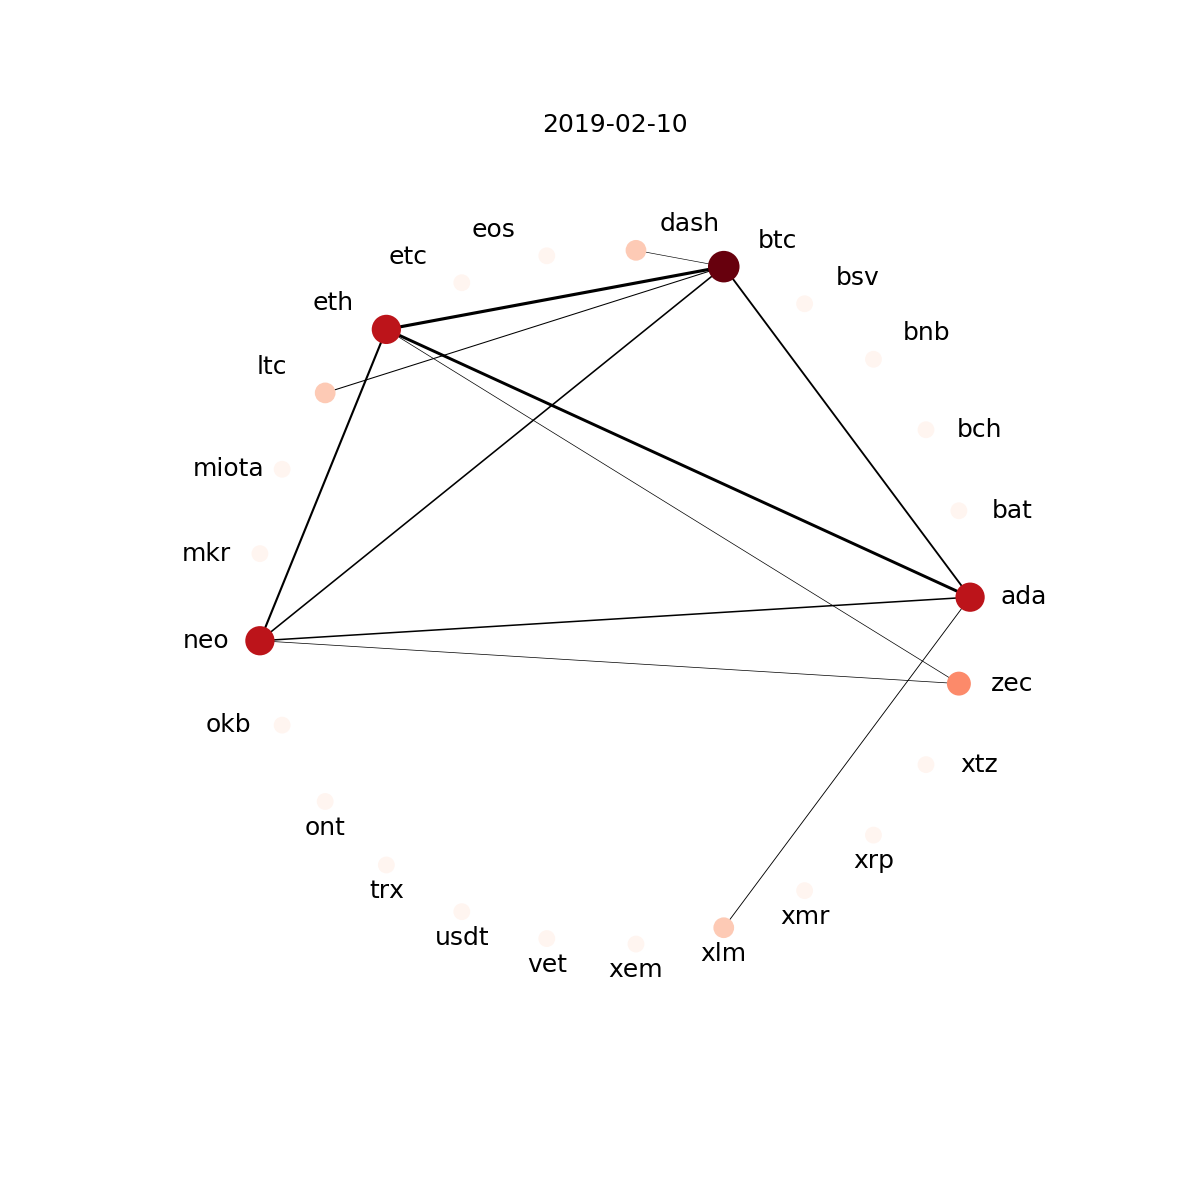 2019-02-10
dash
eos
btc
etc
bsv
eth
bnb
ltc
bch
miota
bat
mkr
ada
neo
zec
okb
xtz
ont
xrp
trx
xmr
usdt
xlm
vet
xem